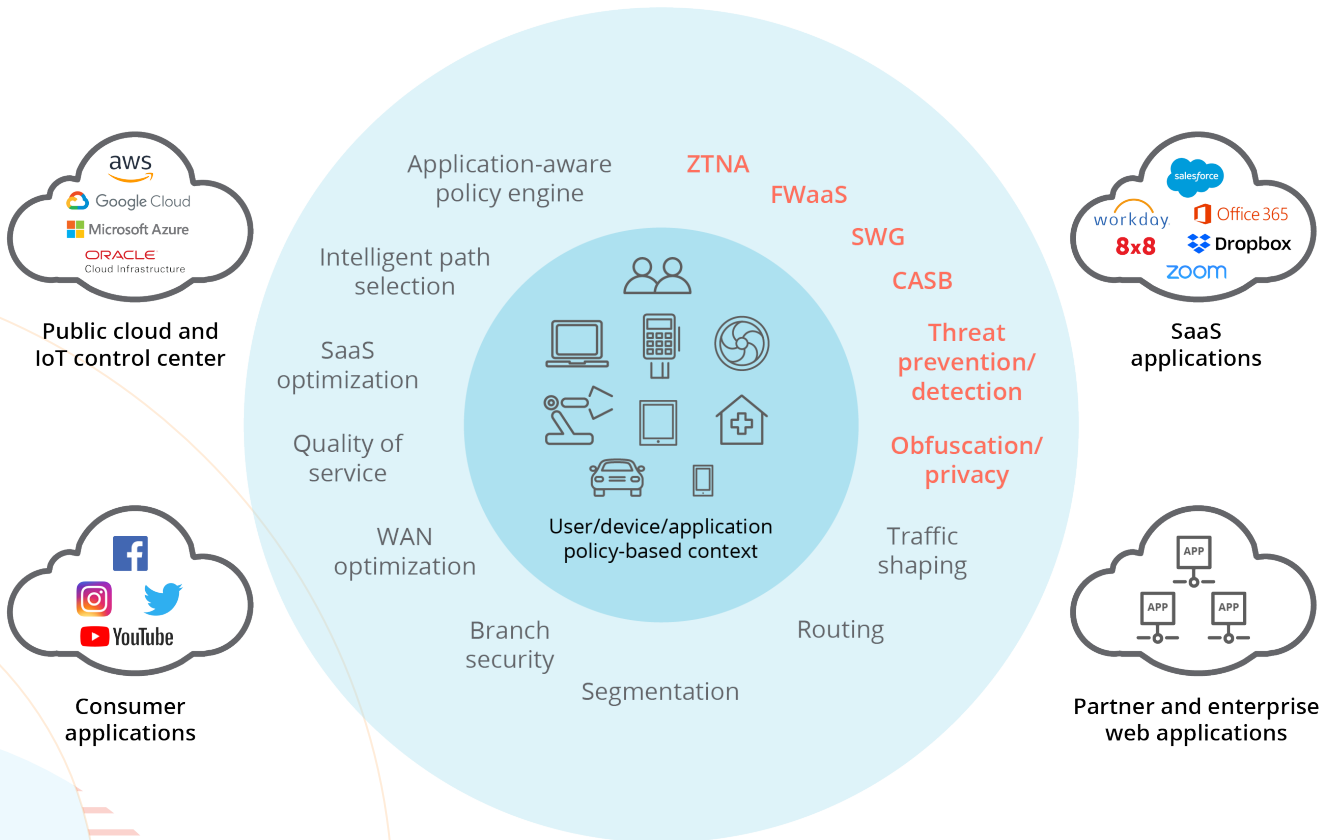 aws
Google Cloud
Microsoft Azure
ORACLE
Cloud Infrastructure
Public cloud and
IoT control center
Facebook f
Instagram
YouTube
Consumer
applications
Application-aware
policy engine
Intelligent path
selection
SaaS
optimization
Quality of
service
WAN
optimization
Branch
security
Segmentation
Routing
Traffic
shaping
ZTNA
FWaaS
SWG
CASB
Threat
prevention/
detection
Obfuscation/
privacy
User/device/application
policy-based context
salesforce
workday.
Office 365
8x8
Dropbox
zoom
SaaS
applications
APP
APP
APP
Partner and enterprise
web applications